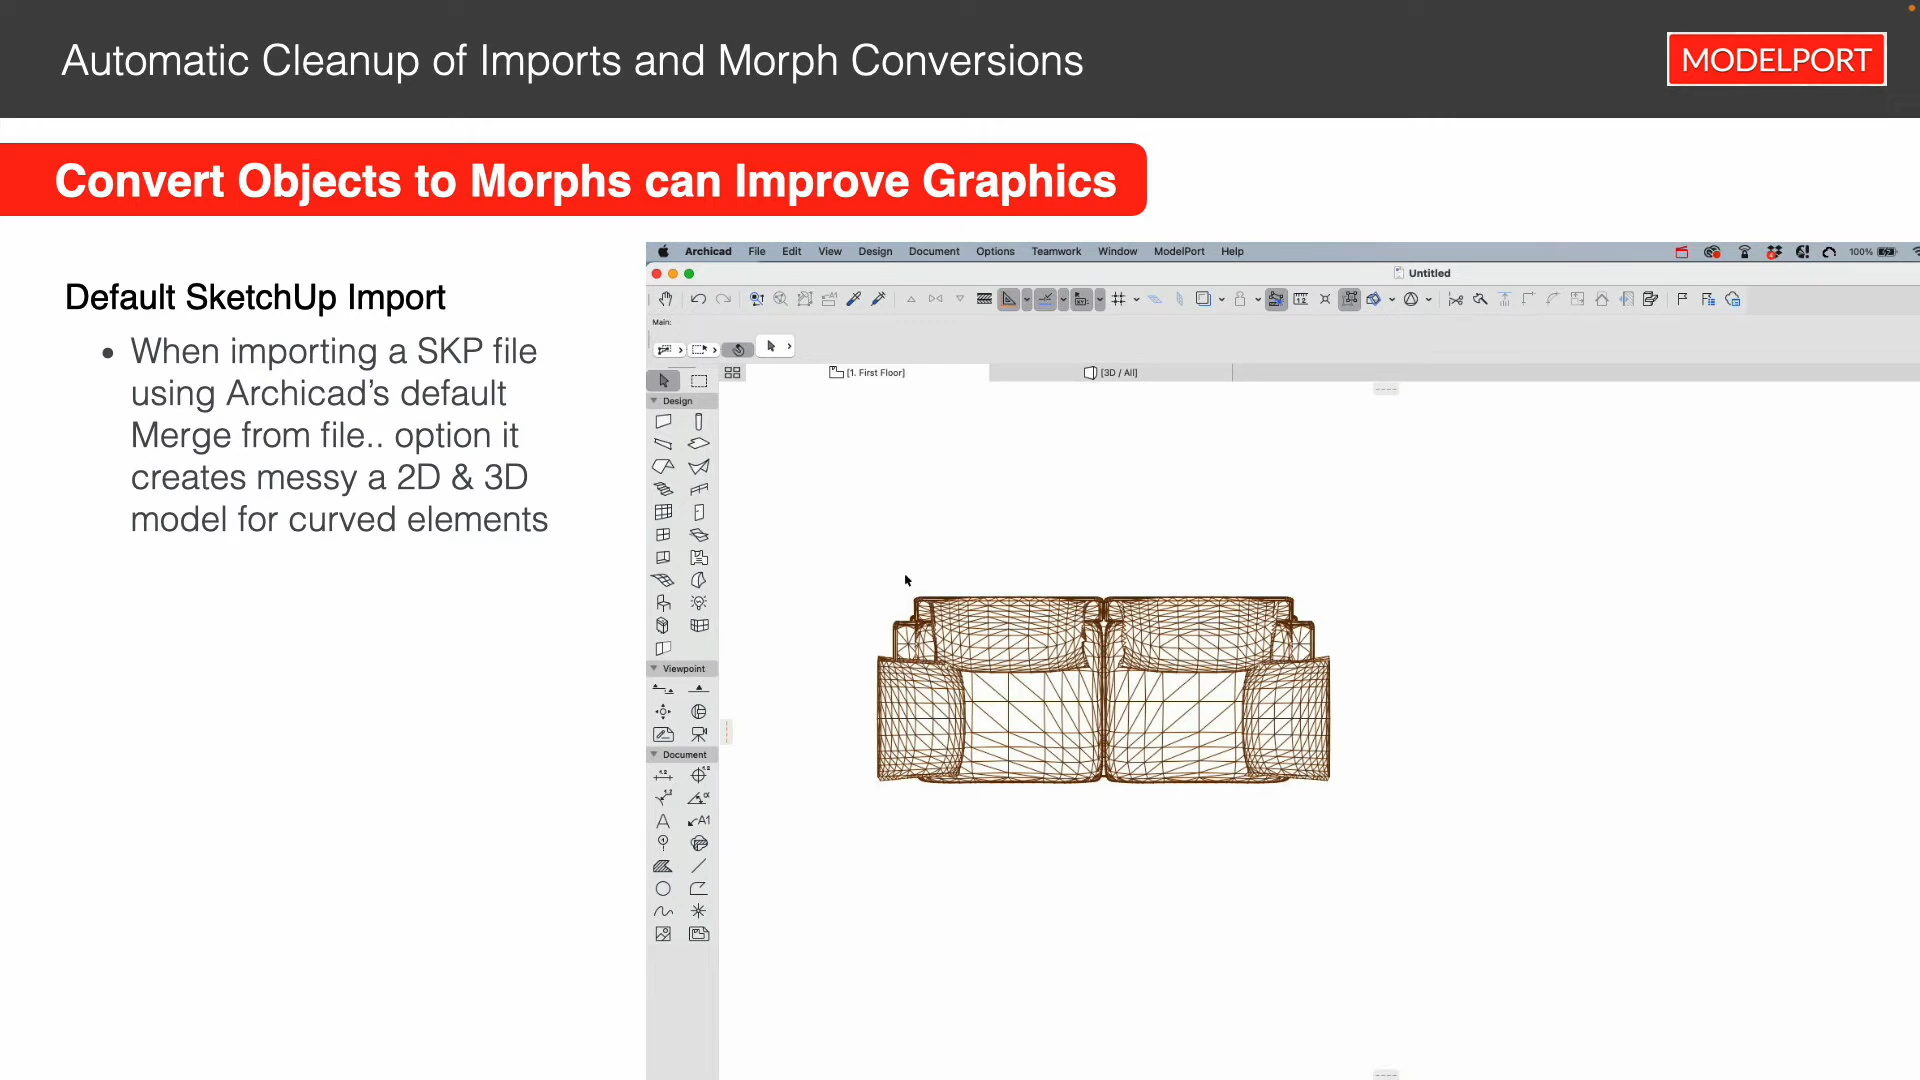 Automatic Cleanup of Imports and Morph Conversions
MODELPORT
Convert Objects to Morphs can Improve Graphics
Default SketchUp Import
• When importing a SKP file
using Archicad’s default
Merge from file.. option it
creates messy a 2D & 3D
model for curved elements
Archicad File Edit View Design Document Options Teamwork Window ModelPort Help
100%
Untitled
Main:
[1. First Floor]
[3D / All]
Design
Viewpoint
Document
A
A1